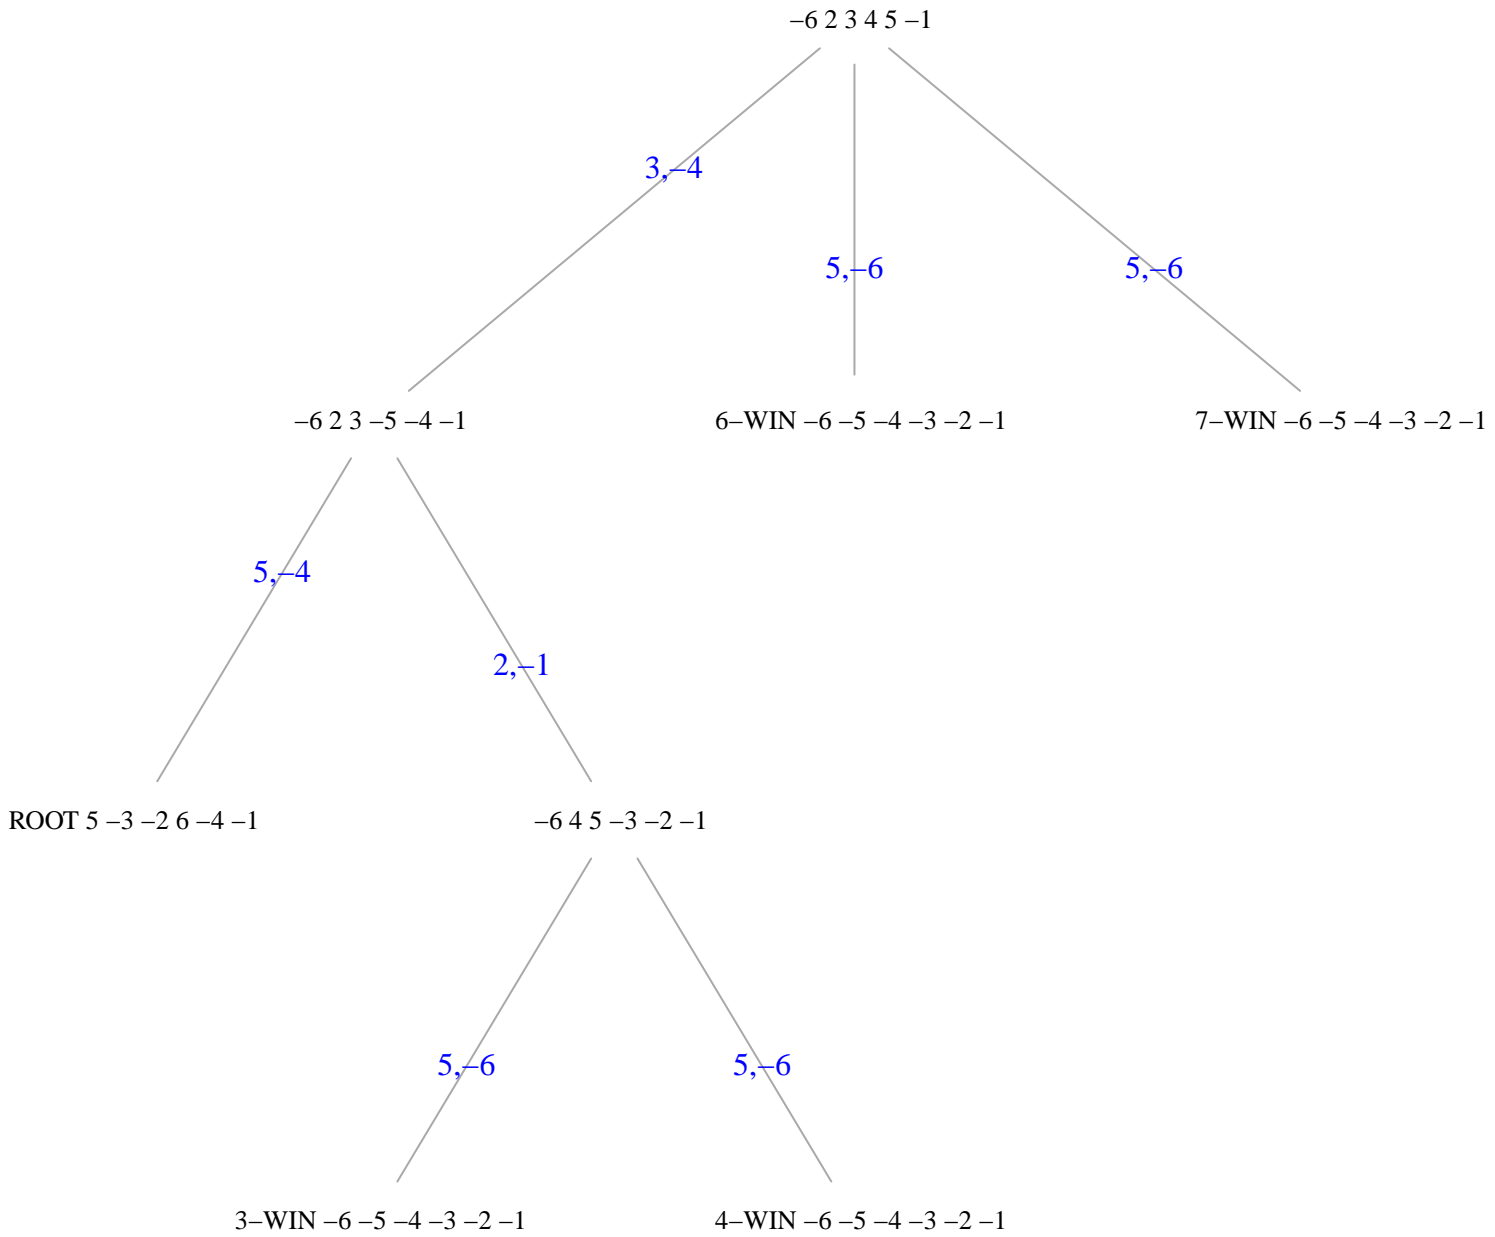 –6 2 3 4 5 –1
3,–4
5,–6
5,–6
–6 2 3 –5 –4 –1
6–WIN –6 –5 –4 –3 –2 –1
7–WIN –6 –5 –4 –3 –2 –1
5,–4
2,–1
ROOT 5 –3 –2 6 –4 –1
–6 4 5 –3 –2 –1
5,–6
5,–6
3–WIN –6 –5 –4 –3 –2 –1
4–WIN –6 –5 –4 –3 –2 –1